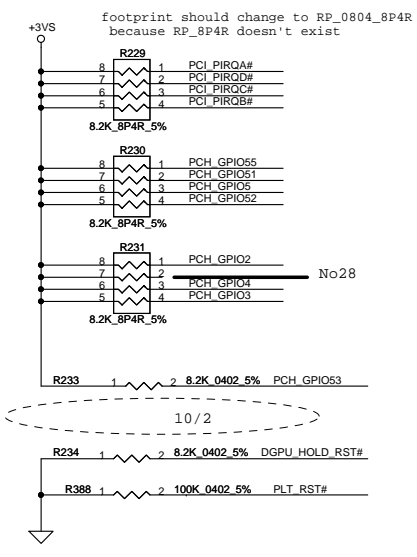 footprint should change to RP_0804_8P4R
because RP_8P4R doesn't exist
+3VS
R229
8 1 PCI_PIRQA#
7 2 PCI_PIRQD#
6 3 PCI_PIRQC#
5 4 PCI_PIRQB#
8.2K_8P4R_5%
R230
8 1 PCH_GPIO55
7 2 PCH_GPIO51
6 3 PCH_GPIO5
5 4 PCH_GPIO52
8.2K_8P4R_5%
R231
8 1 PCH_GPIO2
7 2 No28
6 3 PCH_GPIO4
5 4 PCH_GPIO3
8.2K_8P4R_5%
R233 1 2 8.2K_0402_5% PCH_GPIO53
10/2
R234 1 2 8.2K_0402_5% DGPU_HOLD_RST#
R388 1 2 100K_0402_5% PLT_RST#